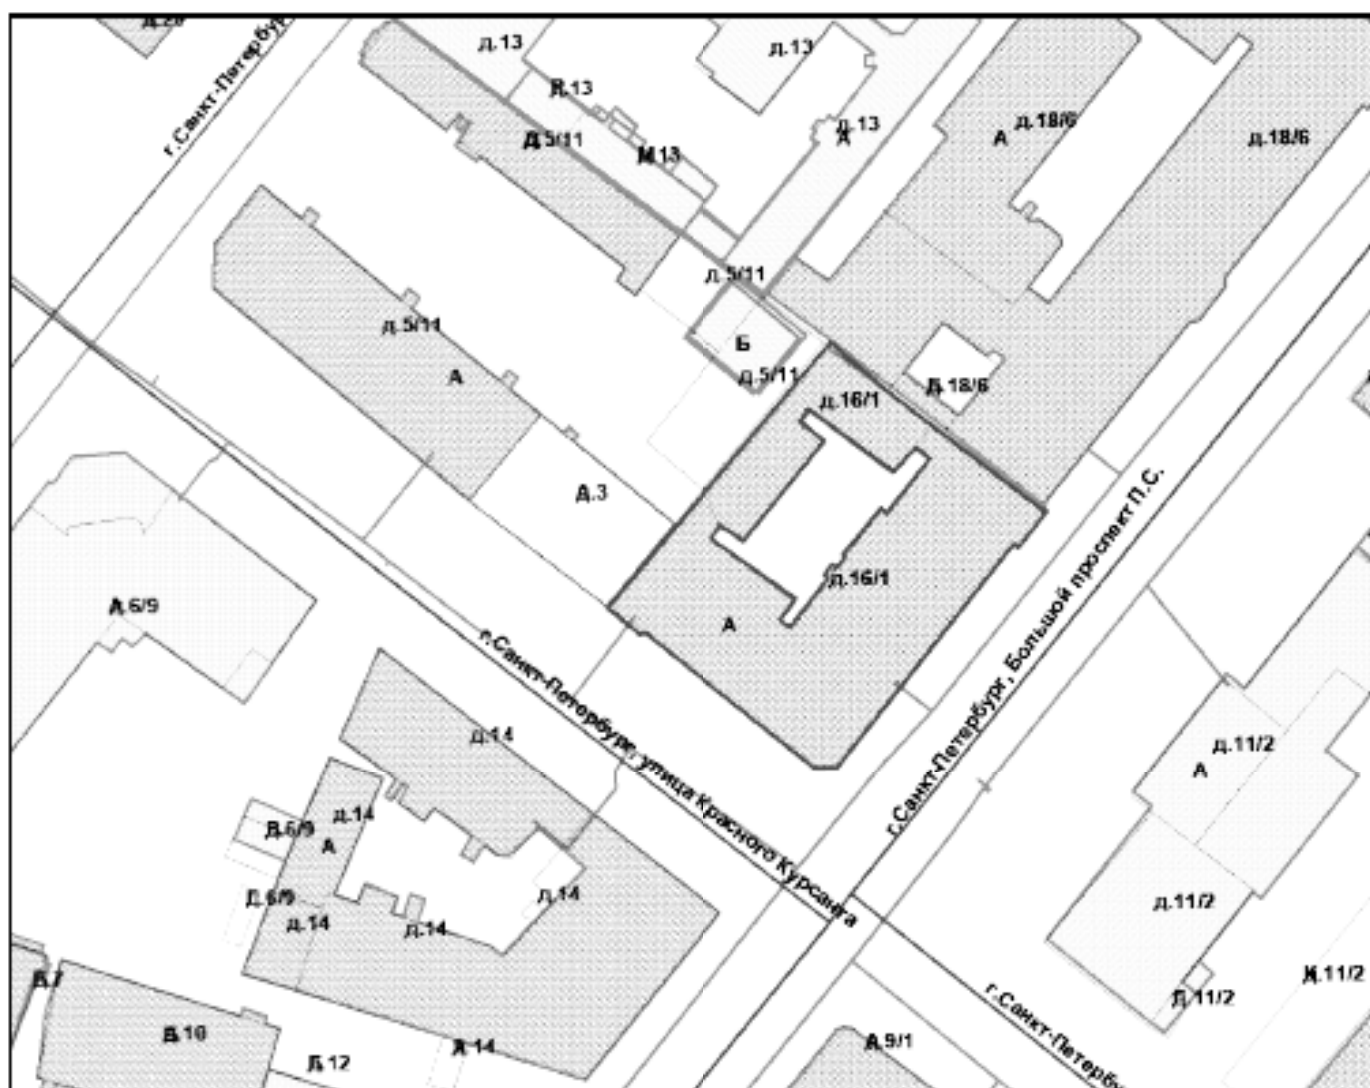 д.20
г.Санкт-Петербур
д.13
д.13
д.13
д.13
А
д.18/6
А
д.18/6
д.5/11
М.13
д.5/11
д.5/11
А
Б
д.5/11
д.16/1
д.18/6
д.3
д.16/1
А
д.6/9
г.Санкт-Петербург, улица Красного Курсанта
г.Санкт-Петербург, Большой проспект П.С.
д.14
д.14
А
д.6/9
д.6/9
д.14
д.14
д.14
д.11/2
А
д.11/2
д.11/2
д.11/2
г.Санкт-Петербу
д.10
д.12
д.14
д.9/1